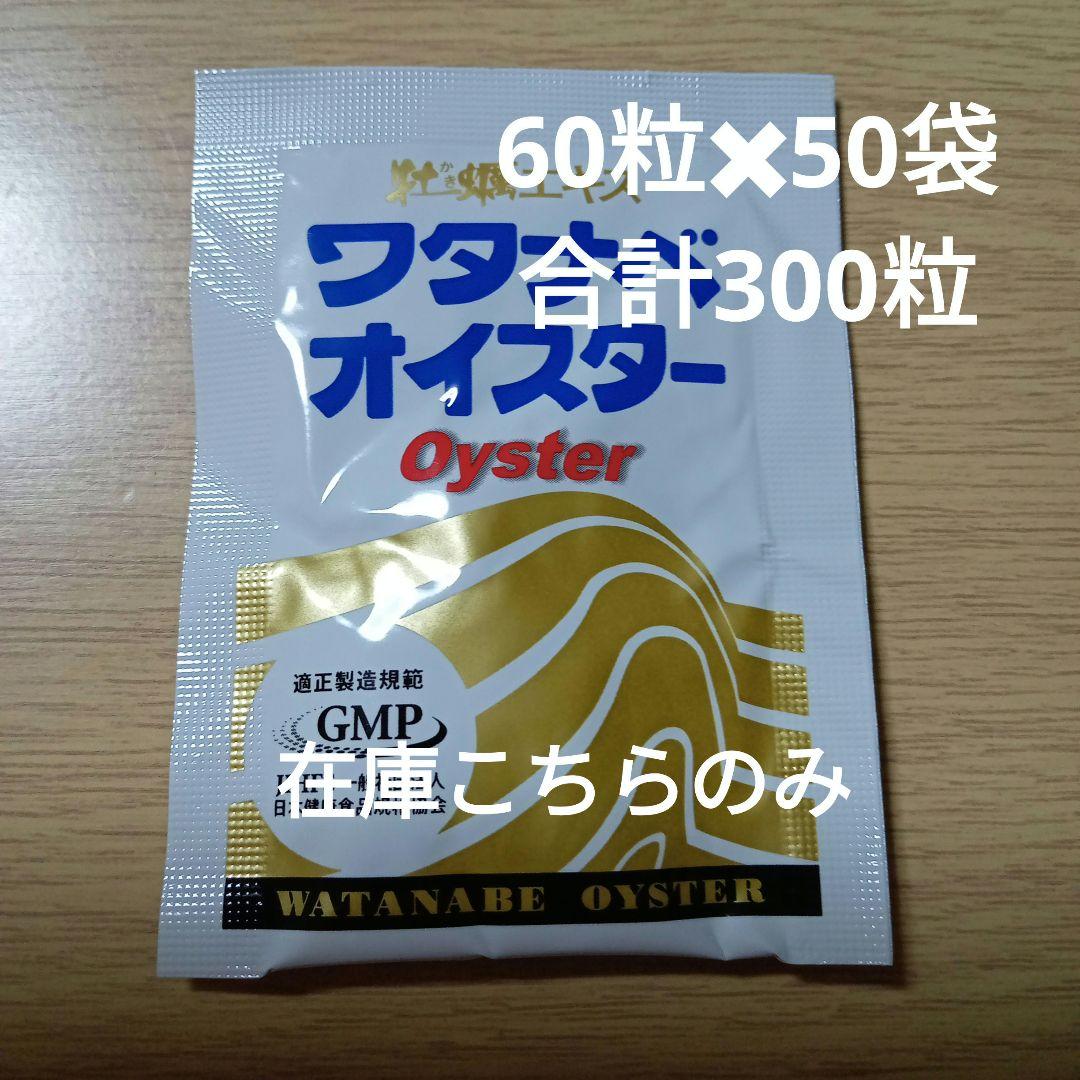 60粒✖50袋
合計300粒
牡蠣エキス
かき
ワタナベ
オイスター
Oyster
適正製造規範
GMP
在庫こちらのみ
WATANABE OYSTER